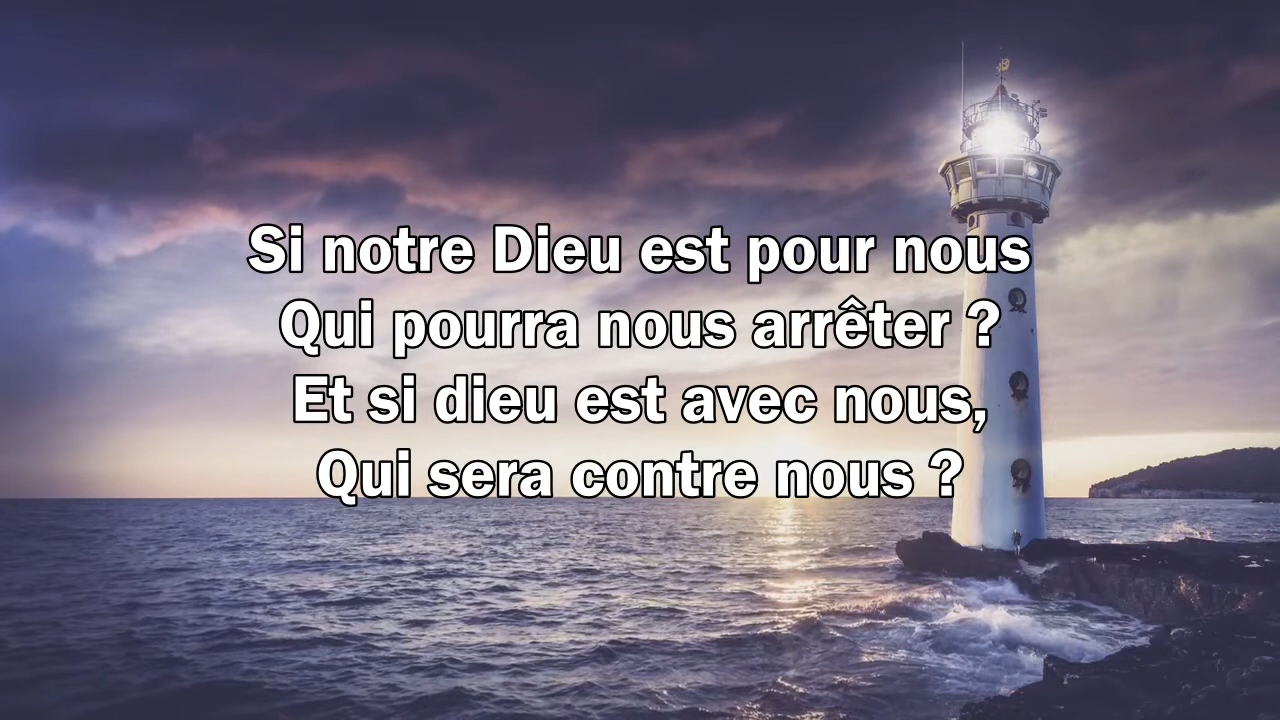 Si notre Dieu est pour nous
Qui pourra nous arrêter ?
Et si dieu est avec nous,
Qui sera contre nous ?